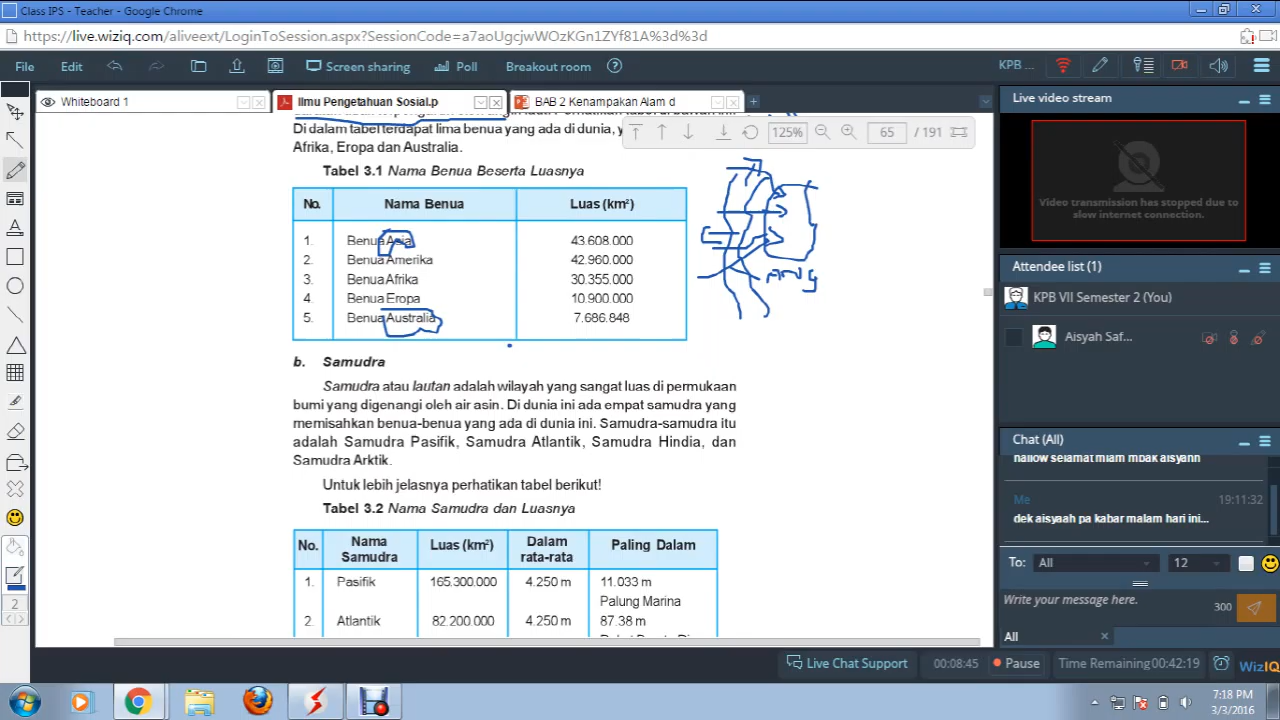 Class IPS - Teacher - Google Chrome
https://live.wiziq.com/aliveext/LoginToSession.aspx?SessionCode=a7aoUgcjwWOzKGn1ZYf81A%3d%3d
File Edit Screen sharing Poll Breakout room KPB ...
Whiteboard 1 Ilmu Pengetahuan Sosial.p BAB 2 Kenampakan Alam d
125% 65 / 191
Di dalam tabel terdapat lima benua yang ada di dunia,
Afrika, Eropa dan Australia.
Tabel 3.1 Nama Benua Beserta Luasnya
No. Nama Benua Luas (km²)
1. Benua Asia 43.608.000
2. Benua Amerika 42.960.000
3. Benua Afrika 30.355.000
4. Benua Eropa 10.900.000
5. Benua Australia 7.686.848
b. Samudra
Samudra atau lautan adalah wilayah yang sangat luas di permukaan
bumi yang digenangi oleh air asin. Di dunia ini ada empat samudra yang
memisahkan benua-benua yang ada di dunia ini. Samudra-samudra itu
adalah Samudra Pasifik, Samudra Atlantik, Samudra Hindia, dan
Samudra Arktik.
Untuk lebih jelasnya perhatikan tabel berikut!
Tabel 3.2 Nama Samudra dan Luasnya
No. Nama Samudra Luas (km²) Dalam rata-rata Paling Dalam
1. Pasifik 165.300.000 4.250 m 11.033 m
Palung Marina
2. Atlantik 82.200.000 4.250 m 87.38 m
2
Live video stream
Video transmission has stopped due to
slow internet connection.
Attendee list (1)
KPB VII Semester 2 (You)
Aisyah Saf...
Chat (All)
hallow selamat mlam mbak aisyahh
Me 19:11:32
dek aisyaah pa kabar malam hari ini...
To: All 12
Write your message here. 300
All
Live Chat Support 00:08:45 Pause Time Remaining 00:42:19 WizIQ
7:18 PM
3/3/2016